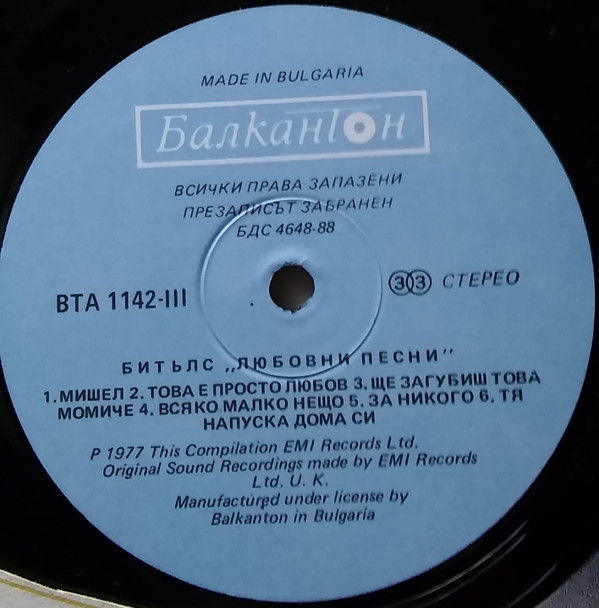 MADE IN BULGARIA
Балкантон
ВСИЧКИ ПРАВА ЗАПАЗЕНИ
ПРЕЗАПИСЪТ ЗАБРАНЕН
БДС 4648-88
ВТА 1142-III
33 СТЕРЕО
БИТЪЛС „ЛЮБОВНИ ПЕСНИ”
1. МИШЕЛ 2. ТОВА Е ПРОСТО ЛЮБОВ 3. ЩЕ ЗАГУБИШ ТОВА
МОМИЧЕ 4. ВСЯКО МАЛКО НЕЩО 5. ЗА НИКОГО 6. ТЯ
НАПУСКА ДОМА СИ
P 1977 This Compilation EMI Records Ltd.
Original Sound Recordings made by EMI Records
Ltd. U. K.
Manufactured under license by
Balkanton in Bulgaria